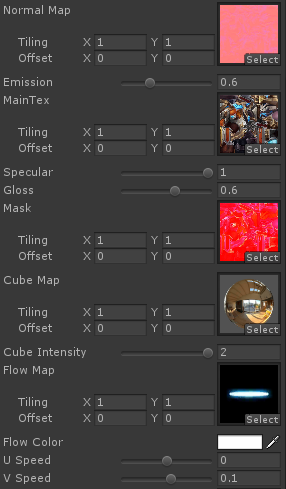 Normal Map
Tiling X 1 Y 1
Offset X 0 Y 0
Select
Emission 0.6
MainTex
Tiling X 1 Y 1
Offset X 0 Y 0
Select
Specular 1
Gloss 0.6
Mask
Tiling X 1 Y 1
Offset X 0 Y 0
Select
Cube Map
Tiling X 1 Y 1
Offset X 0 Y 0
Select
Cube Intensity 2
Flow Map
Tiling X 1 Y 1
Offset X 0 Y 0
Select
Flow Color
U Speed 0
V Speed 0.1